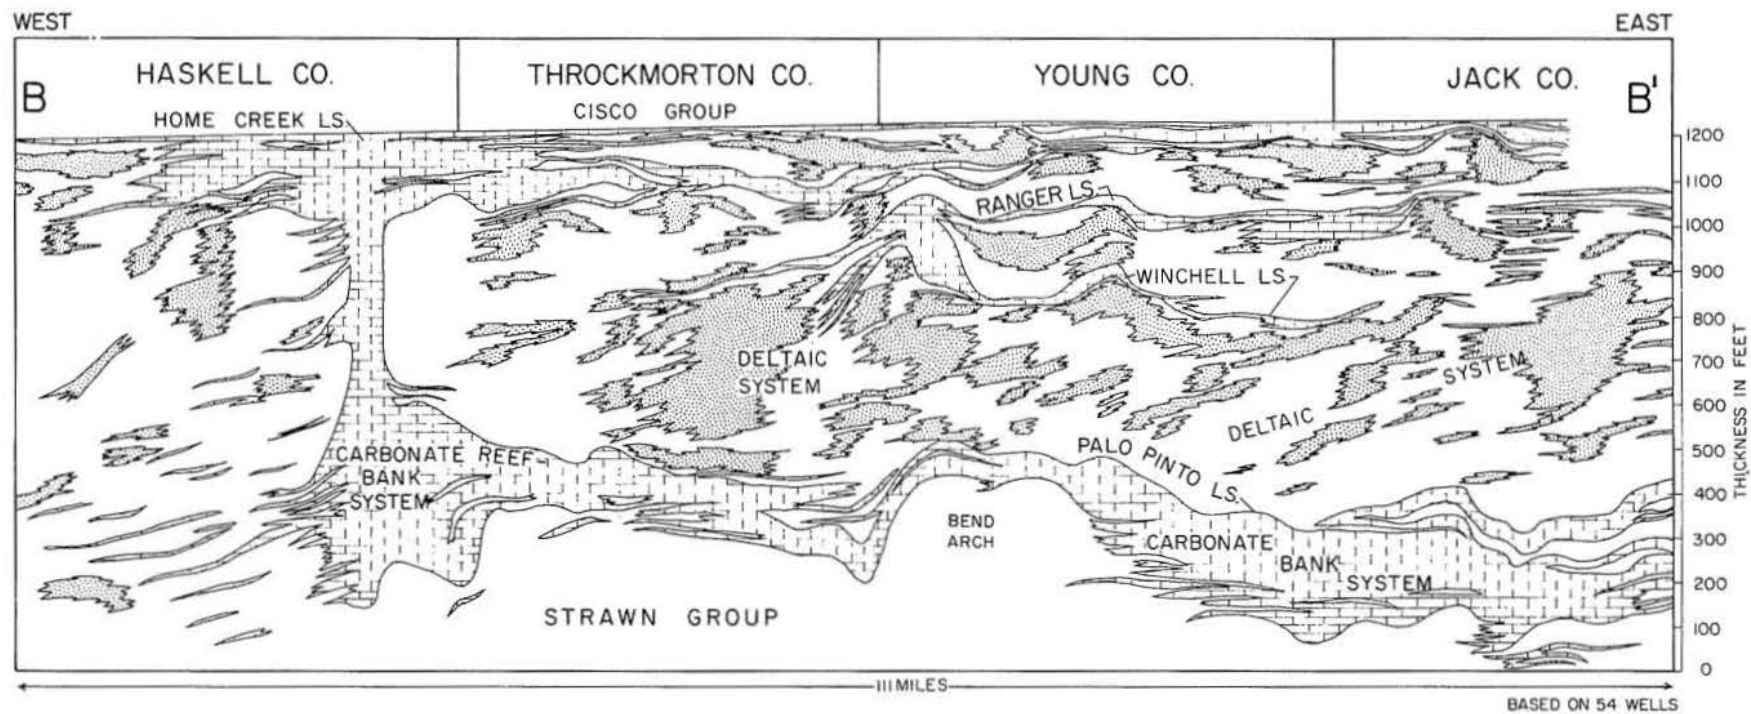 WEST
EAST
HASKELL CO.
THROCKMORTON CO.
YOUNG CO.
JACK CO.
B
B'
HOME CREEK LS.
CISCO GROUP
1200
1100
RANGER LS.
1000
900
WINCHELL LS.
800
DELTAIC
SYSTEM
700
SYSTEM
600
DELTAIC
500
PALO PINTO LS.
CARBONATE REEF
BANK
SYSTEM
400
BEND
ARCH
300
CARBONATE
BANK
SYSTEM
200
STRAWN GROUP
100
0
THICKNESS IN FEET
111 MILES
BASED ON 54 WELLS